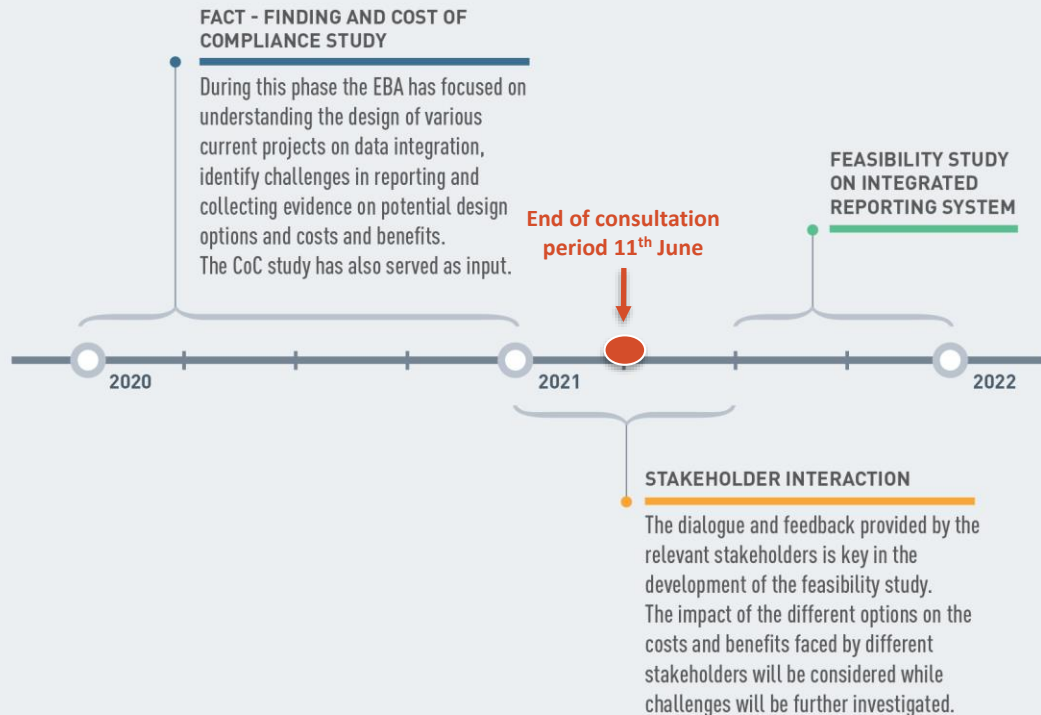 FACT - FINDING AND COST OF
COMPLIANCE STUDY
During this phase the EBA has focused on
understanding the design of various
current projects on data integration,
identify challenges in reporting and
collecting evidence on potential design
options and costs and benefits.
The CoC study has also served as input.
End of consultation
period 11th June
FEASIBILITY STUDY
ON INTEGRATED
REPORTING SYSTEM
2020
2021
2022
STAKEHOLDER INTERACTION
The dialogue and feedback provided by the
relevant stakeholders is key in the
development of the feasibility study.
The impact of the different options on the
costs and benefits faced by different
stakeholders will be considered while
challenges will be further investigated.